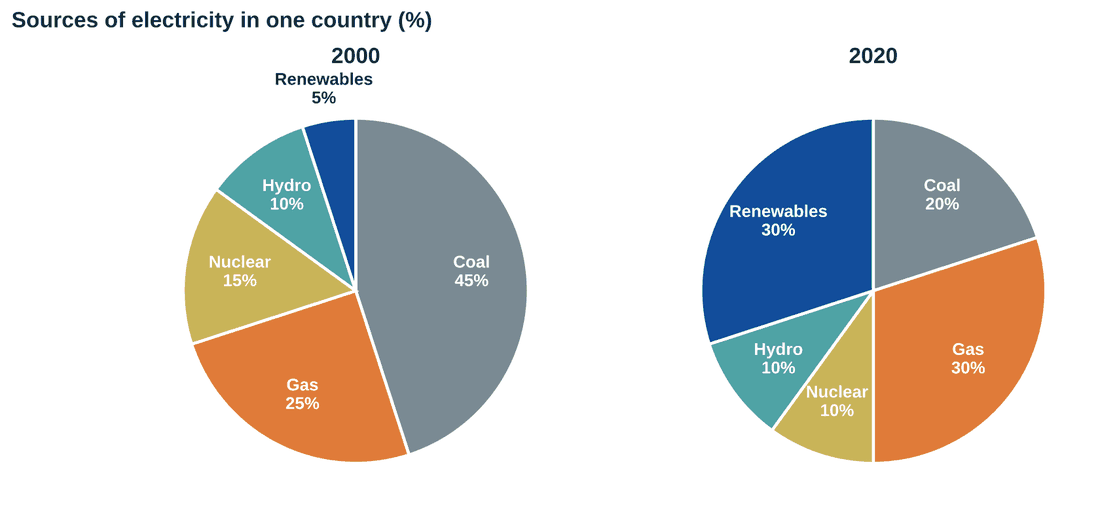 Sources of electricity in one country (%)
2000
Renewables
5%
Hydro
10%
Nuclear
15%
Coal
45%
Gas
25%
2020
Coal
20%
Renewables
30%
Hydro
10%
Gas
30%
Nuclear
10%